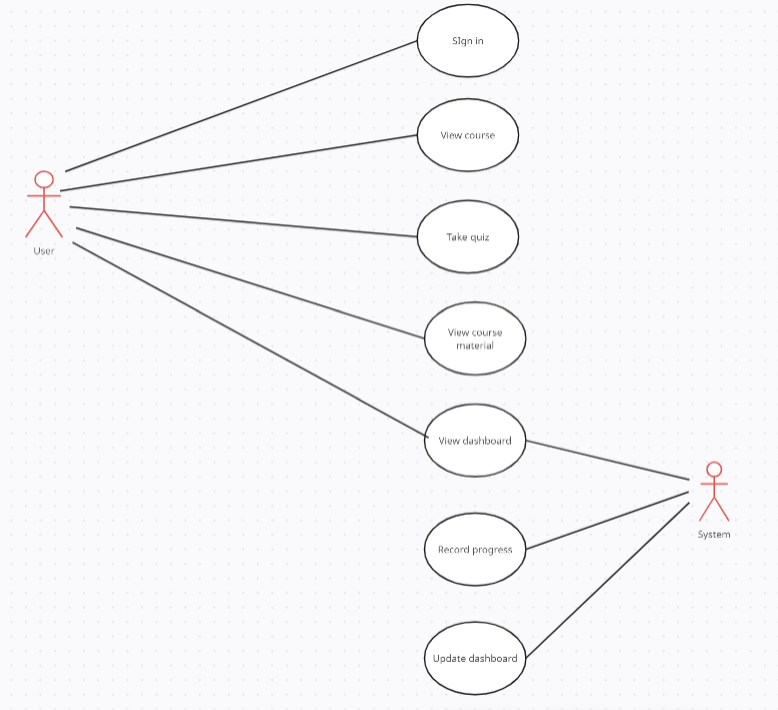 SIgn in
View course
Take quiz
User
View course
material
View dashboard
Record progress
System
Update dashboard